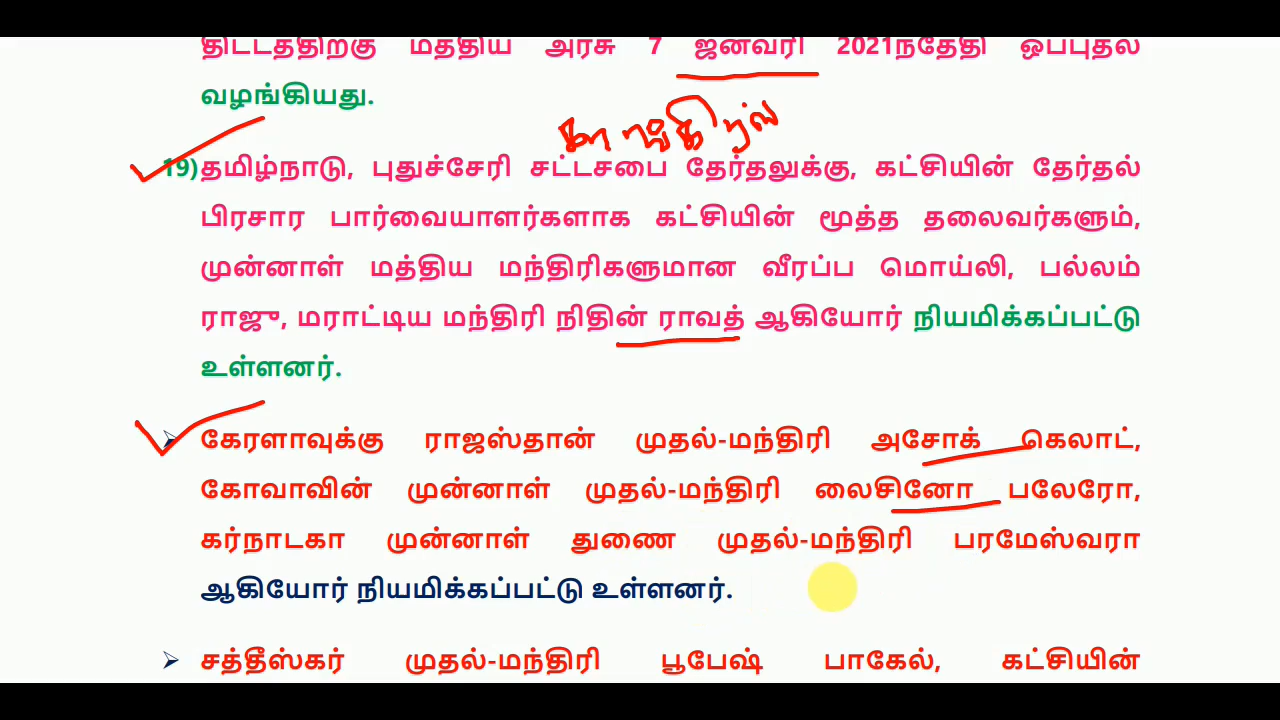 திட்டத்திற்கு மத்திய அரசு 7 ஜனவரி 2021ந்தேதி ஒப்புதல்
வழங்கியது.
காங்கிரஸ்
19)தமிழ்நாடு, புதுச்சேரி சட்டசபை தேர்தலுக்கு, கட்சியின் தேர்தல்
பிரசார பார்வையாளர்களாக கட்சியின் மூத்த தலைவர்களும்,
முன்னாள் மத்திய மந்திரிகளுமான வீரப்ப மொய்லி, பல்லம்
ராஜு, மராட்டிய மந்திரி நிதின் ராவத் ஆகியோர் நியமிக்கப்பட்டு
உள்ளனர்.
➢ கேரளாவுக்கு ராஜஸ்தான் முதல்-மந்திரி அசோக் கெலாட்,
கோவாவின் முன்னாள் முதல்-மந்திரி லைசினோ பலேரோ,
கர்நாடகா முன்னாள் துணை முதல்-மந்திரி பரமேஸ்வரா
ஆகியோர் நியமிக்கப்பட்டு உள்ளனர்.
➢ சத்தீஸ்கர் முதல்-மந்திரி பூபேஷ் பாகேல், கட்சியின்